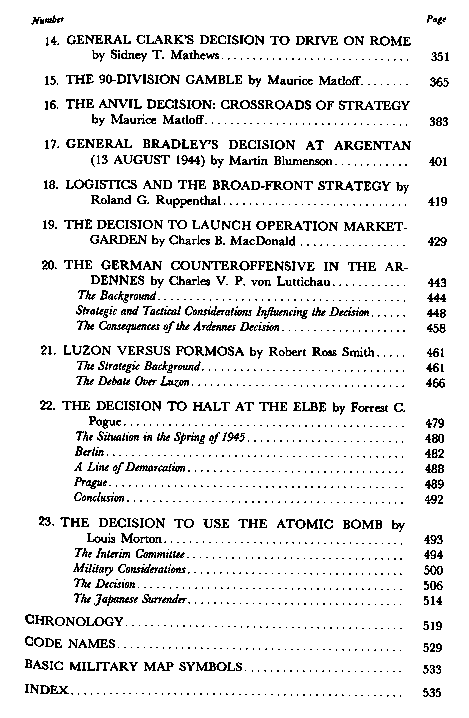 Number Page
14. GENERAL CLARK'S DECISION TO DRIVE ON ROME
by Sidney T. Mathews.............................. 351
15. THE 90-DIVISION GAMBLE by Maurice Matloff........ 365
16. THE ANVIL DECISION: CROSSROADS OF STRATEGY
by Maurice Matloff................................ 383
17. GENERAL BRADLEY'S DECISION AT ARGENTAN
(13 AUGUST 1944) by Martin Blumenson............ 401
18. LOGISTICS AND THE BROAD-FRONT STRATEGY by
Roland G. Ruppenthal............................. 419
19. THE DECISION TO LAUNCH OPERATION MARKET-
GARDEN by Charles B. MacDonald ................. 429
20. THE GERMAN COUNTEROFFENSIVE IN THE AR-
DENNES by Charles V. P. von Luttichau............ 443
The Background........................................ 444
Strategic and Tactical Considerations Influencing the Decision...... 448
The Consequences of the Ardennes Decision.................... 458
21. LUZON VERSUS FORMOSA by Robert Ross Smith..... 461
The Strategic Background................................. 461
The Debate Over Luzon.................................. 466
22. THE DECISION TO HALT AT THE ELBE by Forrest C.
Pogue............................................. 479
The Situation in the Spring of 1945......................... 480
Berlin................................................ 482
A Line of Demarcation................................... 488
Prague............................................... 489
Conclusion............................................ 492
23. THE DECISION TO USE THE ATOMIC BOMB by
Louis Morton...................................... 493
The Interim Committee................................... 494
Military Considerations................................... 500
The Decision........................................... 506
The Japanese Surrender................................... 514
CHRONOLOGY............................................. 519
CODE NAMES.............................................. 529
BASIC MILITARY MAP SYMBOLS......................... 533
INDEX..................................................... 535